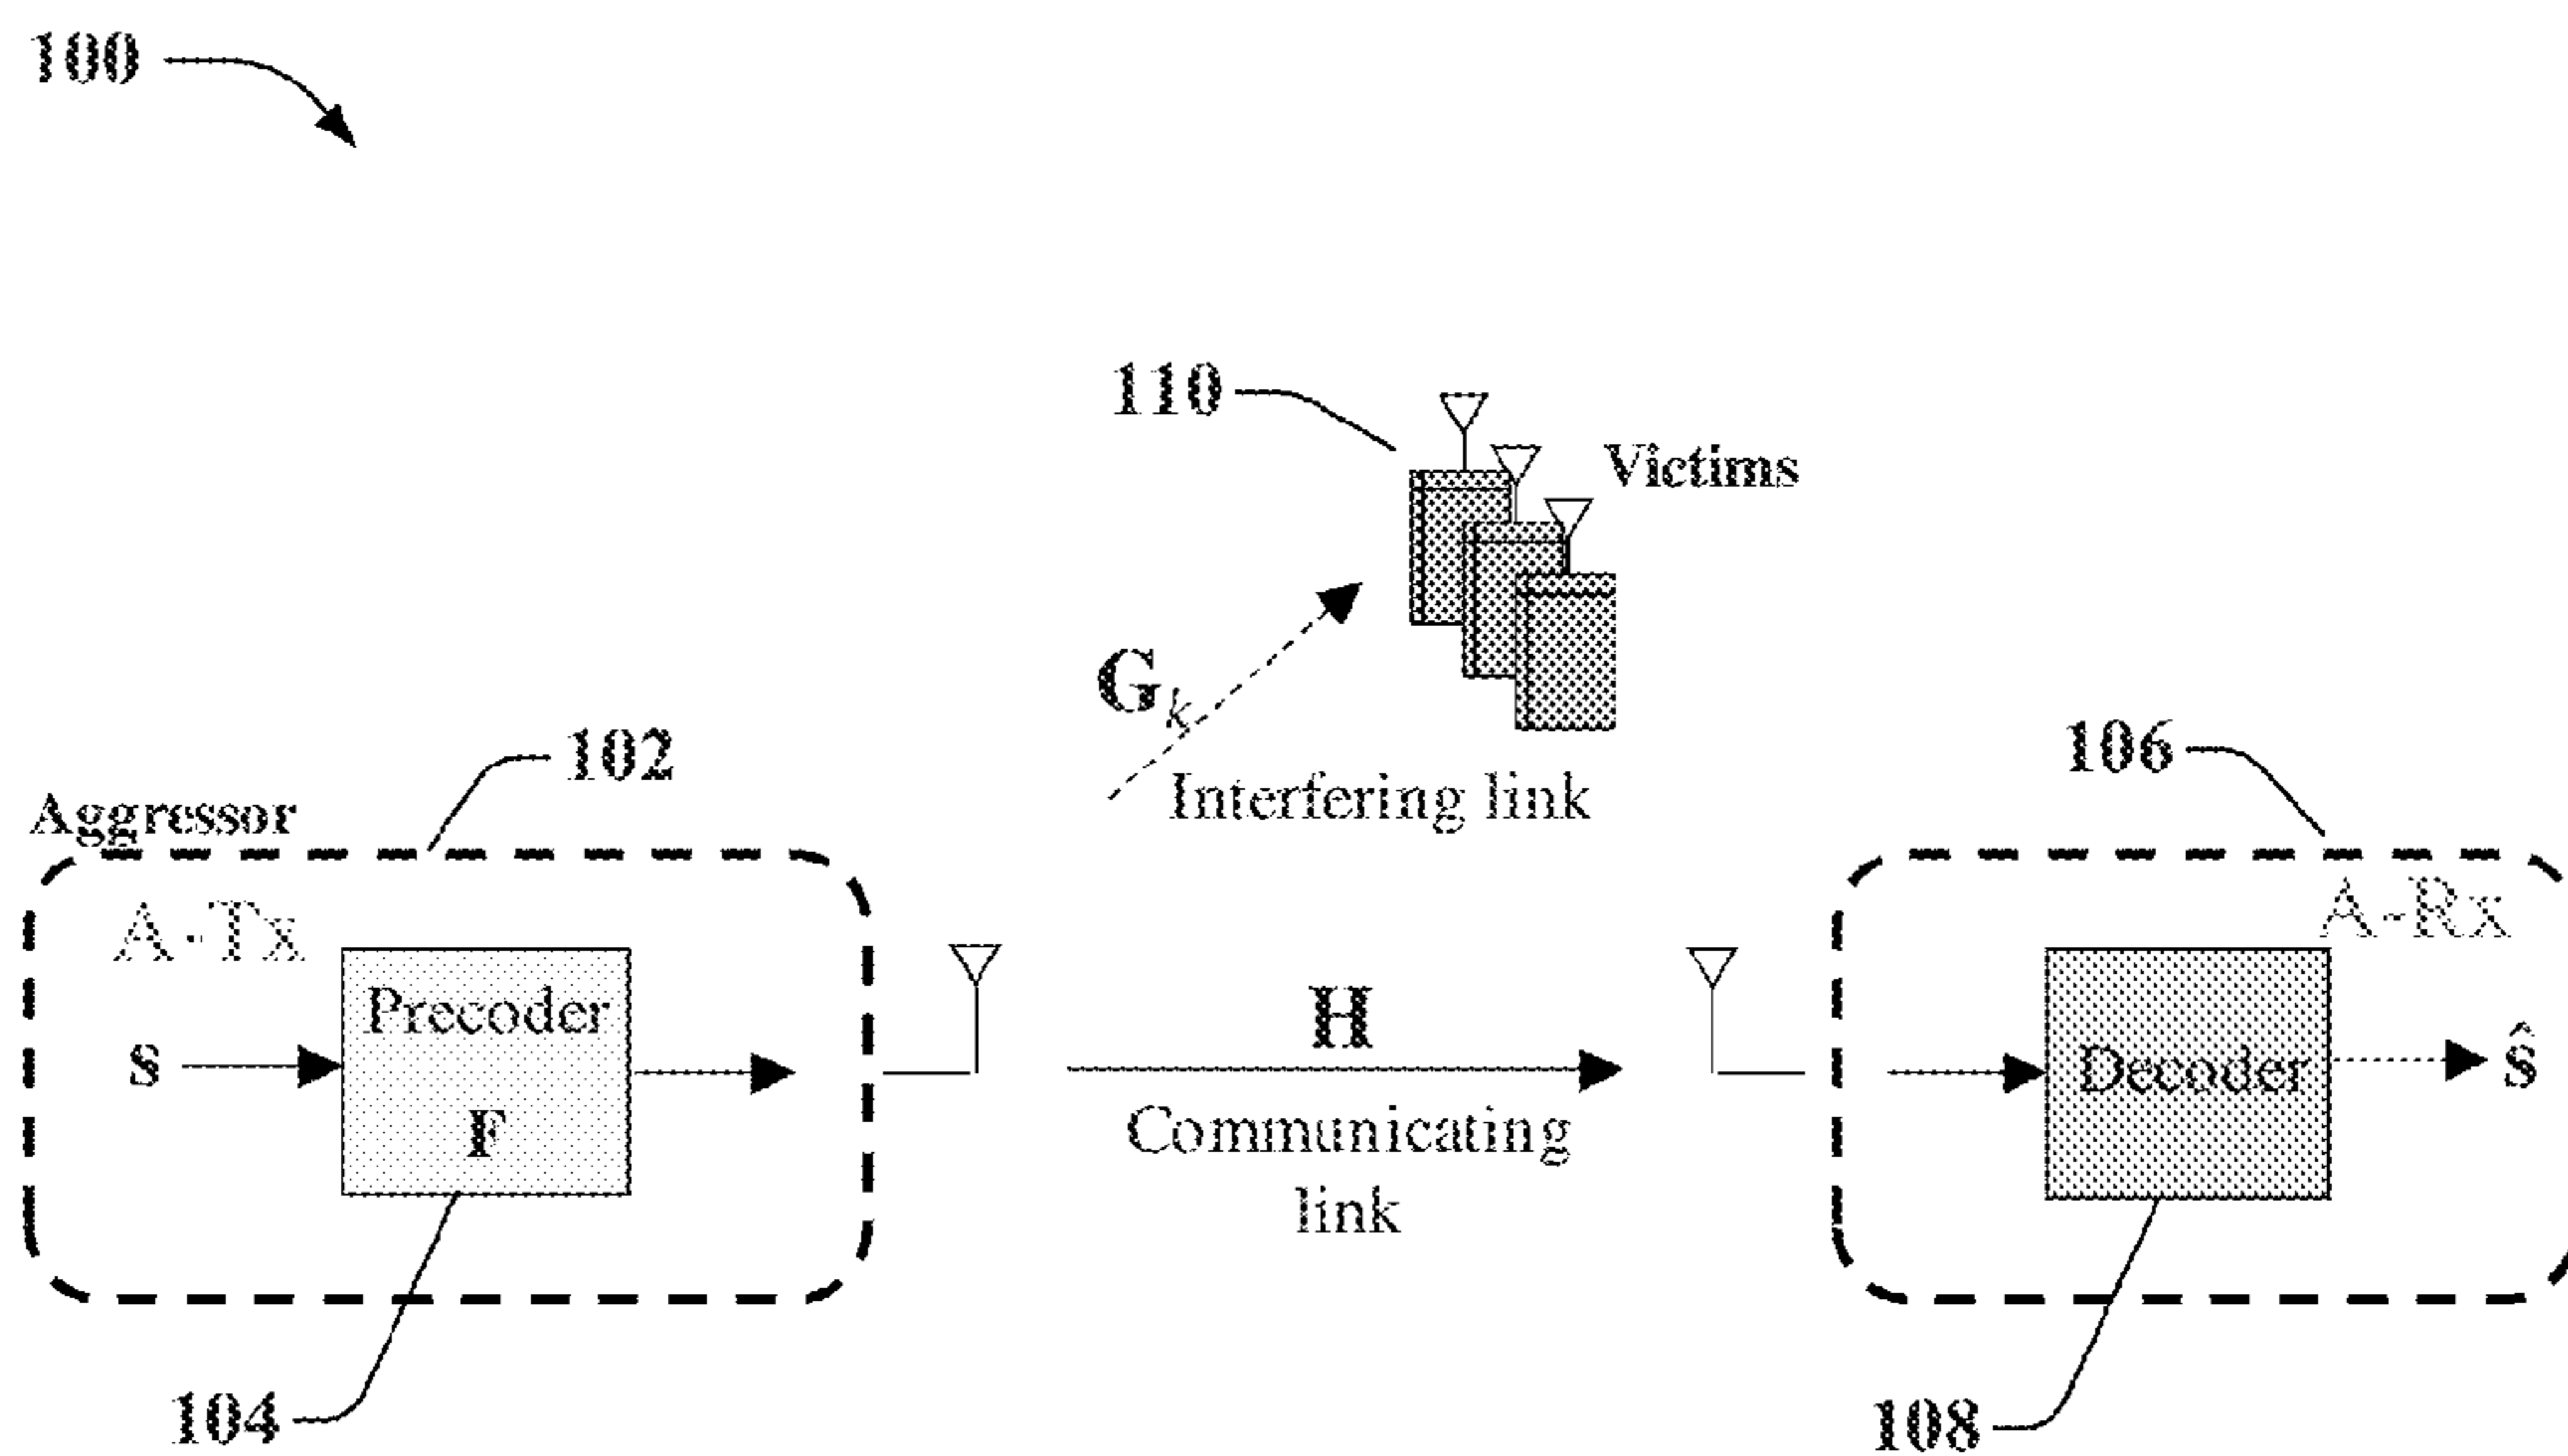 100
110
Victims
G_k
Interfering link
102
106
Aggressor
A-Tx
A-Rx
Precoder
H
s
Decoder
ŝ
F
Communicating
link
104
108